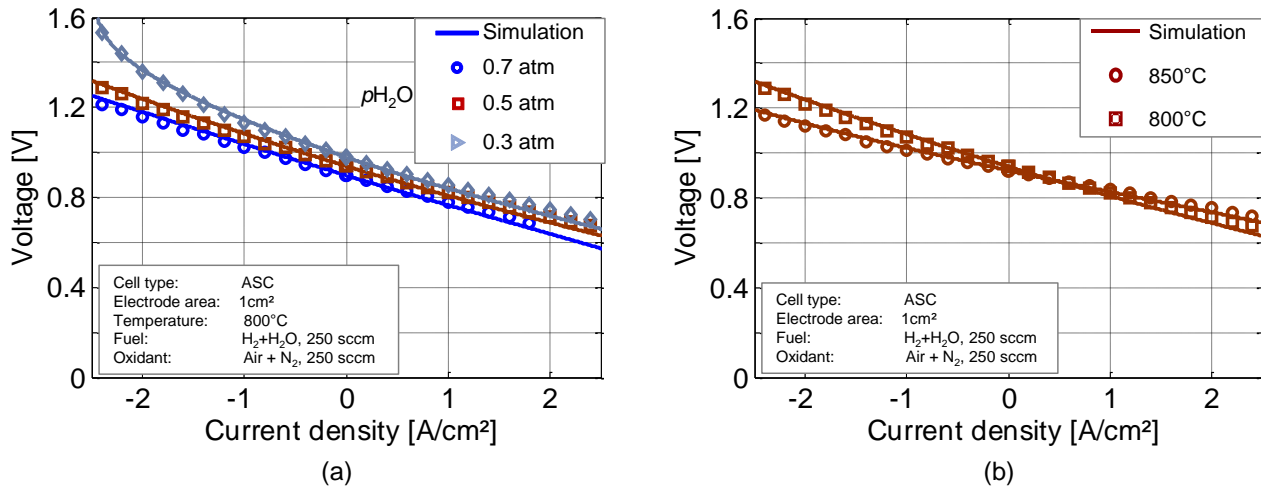 1.6
1.2
0.8
0.4
0
Voltage [V]
-2
-1
0
1
2
Current density [A/cm²]
Simulation
0.7 atm
0.5 atm
0.3 atm
pH₂O
Cell type: ASC
Electrode area: 1cm²
Temperature: 800°C
Fuel: H₂+H₂O, 250 sccm
Oxidant: Air + N₂, 250 sccm
(a)
1.6
1.2
0.8
0.4
0
Voltage [V]
-2
-1
0
1
2
Current density [A/cm²]
Simulation
850°C
800°C
Cell type: ASC
Electrode area: 1cm²
Fuel: H₂+H₂O, 250 sccm
Oxidant: Air + N₂, 250 sccm
(b)